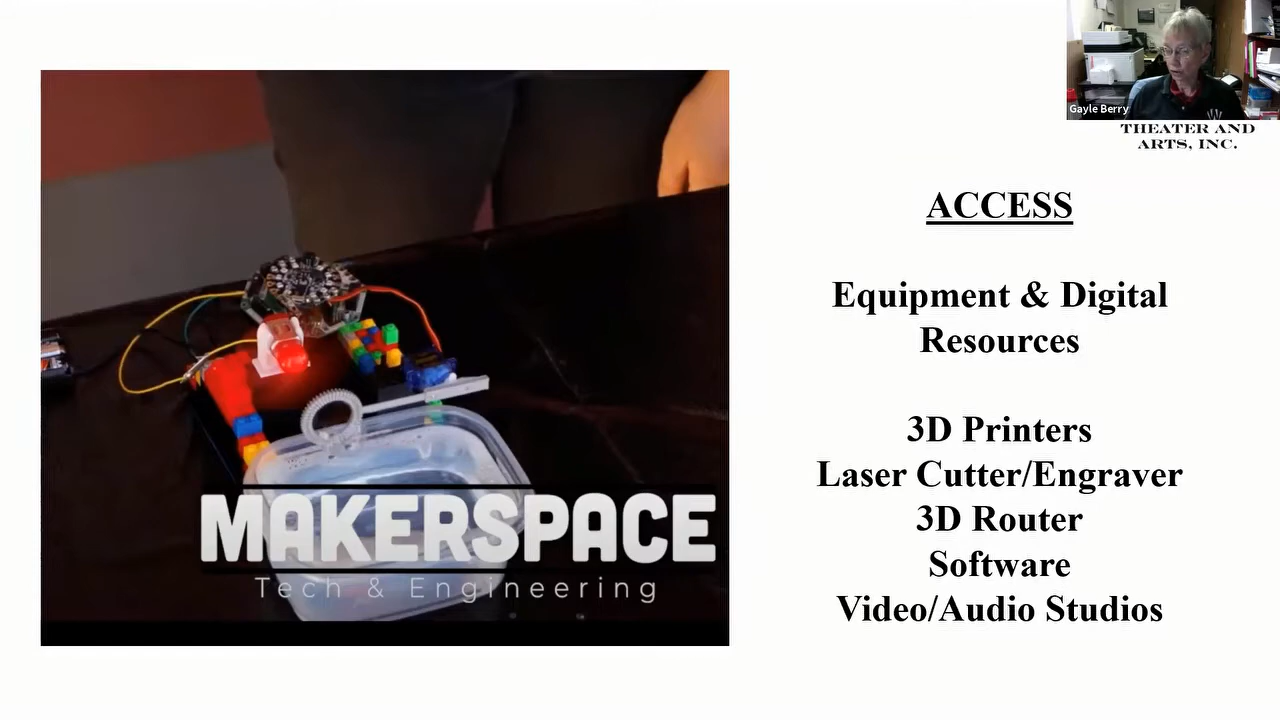 Gayle Berry
THEATER AND
ARTS, INC.
ACCESS
Equipment & Digital
Resources
3D Printers
Laser Cutter/Engraver
3D Router
Software
Video/Audio Studios
MAKERSPACE
Tech & Engineering